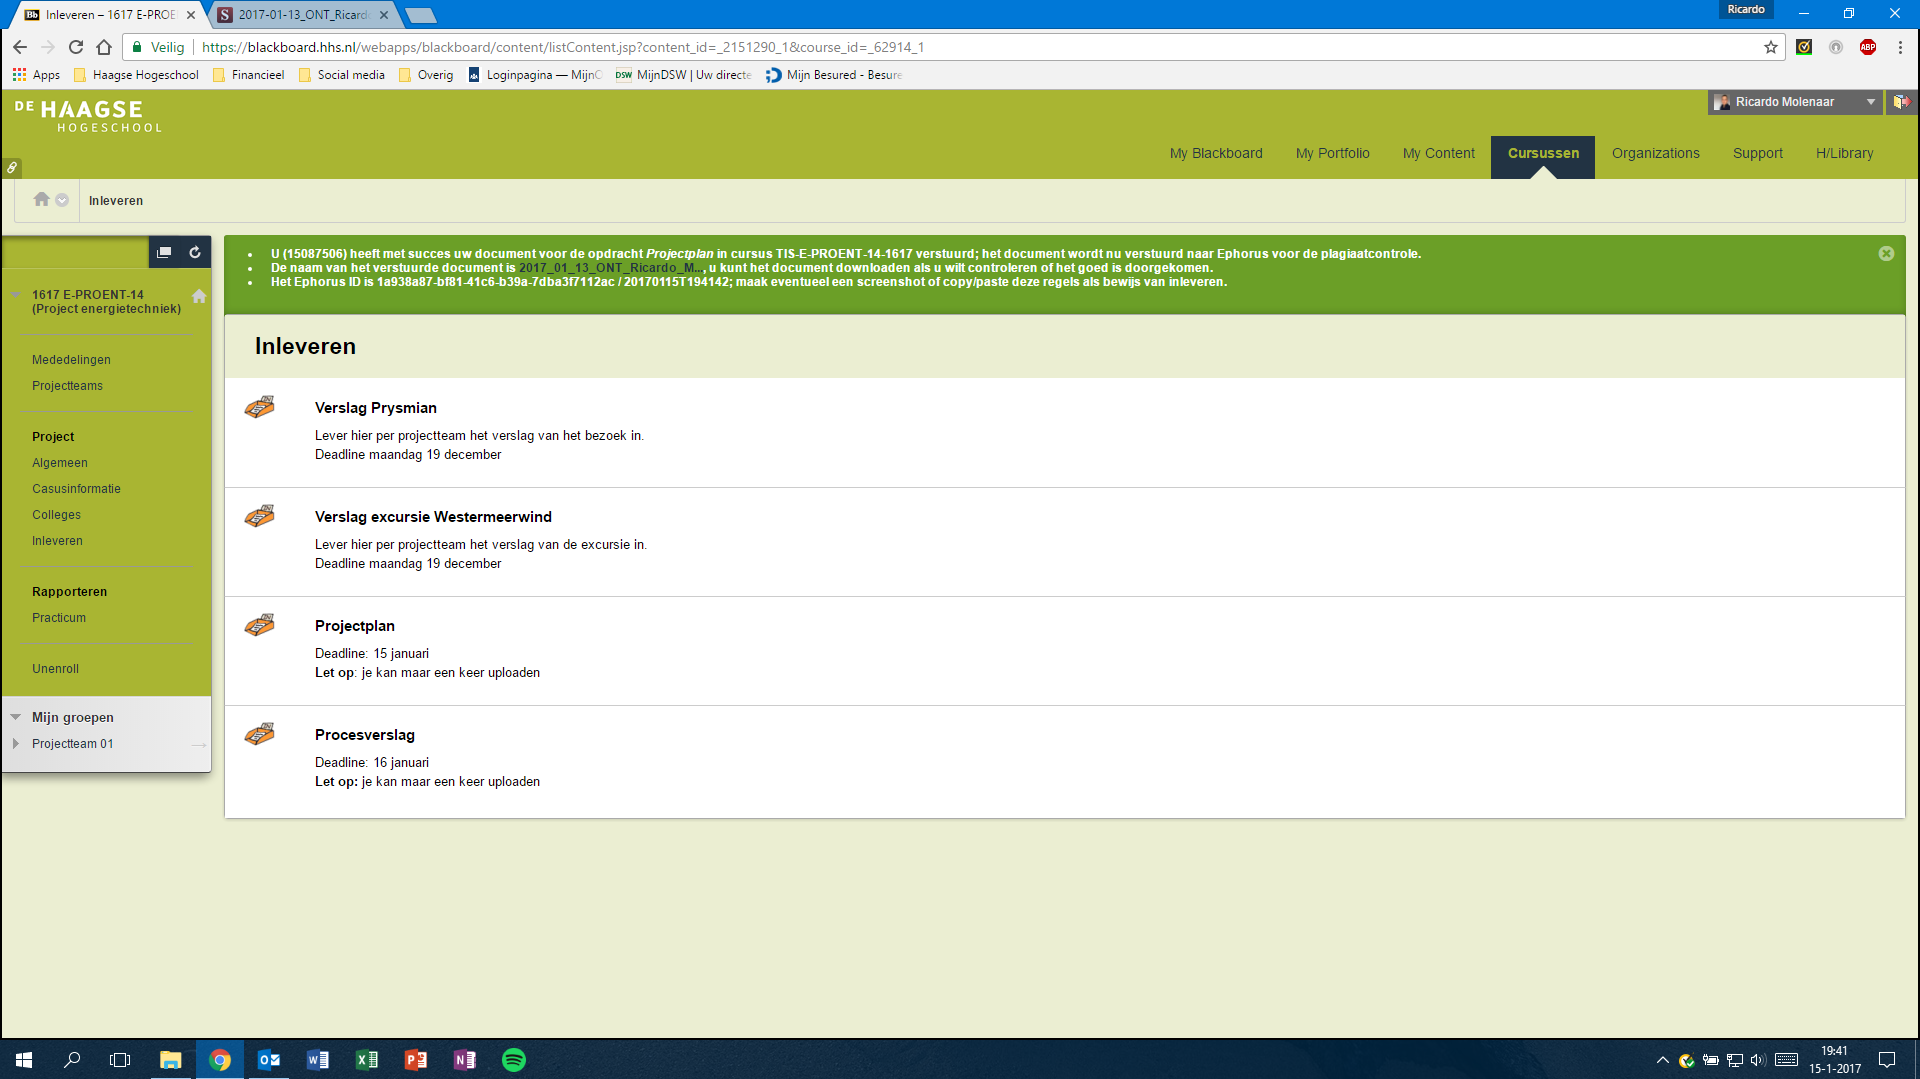 Inleveren – 1617 E-PROE
2017-01-13_ONT_Ricard
Ricardo
Veilig
https://blackboard.hhs.nl/webapps/blackboard/content/listContent.jsp?content_id=_2151290_1&course_id=_62914_1
ABP
Apps
Haagse Hogeschool
Financieel
Social media
Overig
Loginpagina — Mijn
MijnDSW | Uw directe
Mijn Besured - Besure
DE HAAGSE
HOGESCHOOL
Ricardo Molenaar
My Blackboard
My Portfolio
My Content
Cursussen
Organizations
Support
H/Library
Inleveren
1617 E-PROENT-14
(Project energietechniek)
Mededelingen
Projectteams
Project
Algemeen
Casusinformatie
Colleges
Inleveren
Rapporteren
Practicum
Unenroll
Mijn groepen
Projectteam 01
U (15087506) heeft met succes uw document voor de opdracht Projectplan in cursus TIS-E-PROENT-14-1617 verstuurd; het document wordt nu verstuurd naar Ephorus voor de plagiaatcontrole.
De naam van het verstuurde document is 2017_01_13_ONT_Ricardo_M..., u kunt het document downloaden als u wilt controleren of het goed is doorgekomen.
Het Ephorus ID is 1a938a87-bf81-41c6-b39a-7dba3f7112ac / 20170115T194142; maak eventueel een screenshot of copy/paste deze regels als bewijs van inleveren.
Inleveren
Verslag Prysmian
Lever hier per projectteam het verslag van het bezoek in.
Deadline maandag 19 december
Verslag excursie Westermeerwind
Lever hier per projectteam het verslag van de excursie in.
Deadline maandag 19 december
Projectplan
Deadline: 15 januari
Let op: je kan maar een keer uploaden
Procesverslag
Deadline: 16 januari
Let op: je kan maar een keer uploaden
19:41
15-1-2017